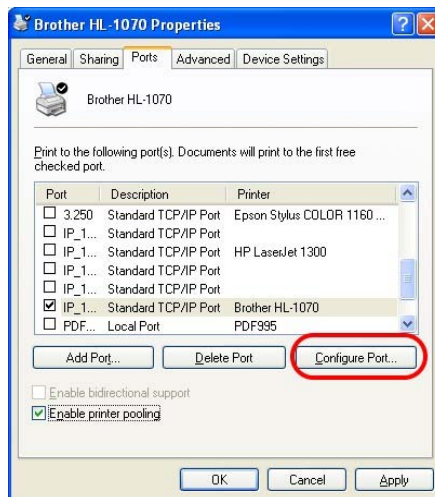 Brother HL-1070 Properties
General Sharing Ports Advanced Device Settings
Brother HL-1070
Print to the following port(s). Documents will print to the first free
checked port.
Port Description Printer
3.250 Standard TCP/IP Port Epson Stylus COLOR 1160 ...
IP_1... Standard TCP/IP Port
IP_1... Standard TCP/IP Port HP LaserJet 1300
IP_1... Standard TCP/IP Port
IP_1... Standard TCP/IP Port
IP_1... Standard TCP/IP Port Brother HL-1070
PDF... Local Port PDF995
Add Port... Delete Port Configure Port...
Enable bidirectional support
Enable printer pooling
OK Cancel Apply